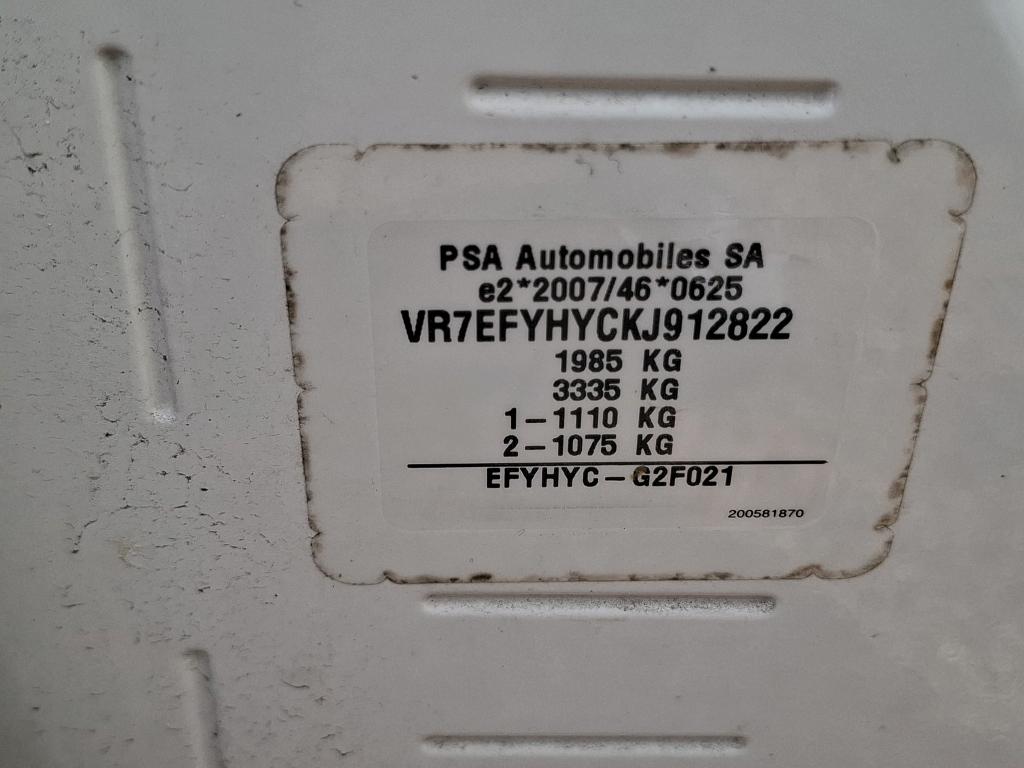 PSA Automobiles SA
e2*2007/46*0625
VR7EFYHYCKJ912822
1985 KG
3335 KG
1-1110 KG
2-1075 KG
EFYHYC-G2F021
200581870